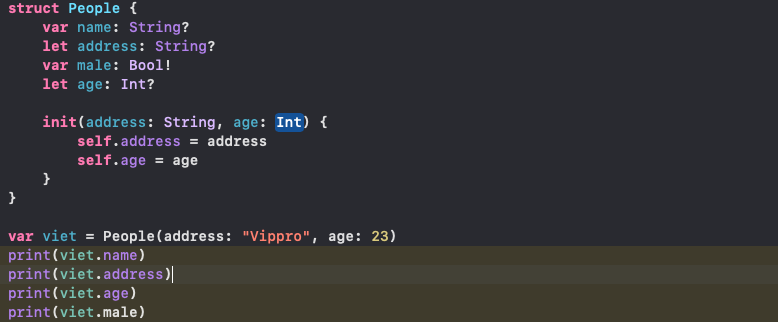 struct People {
    var name: String?
    let address: String?
    var male: Bool!
    let age: Int?

    init(address: String, age: Int) {
        self.address = address
        self.age = age
    }
}

var viet = People(address: "Vippro", age: 23)
print(viet.name)
print(viet.address)
print(viet.age)
print(viet.male)